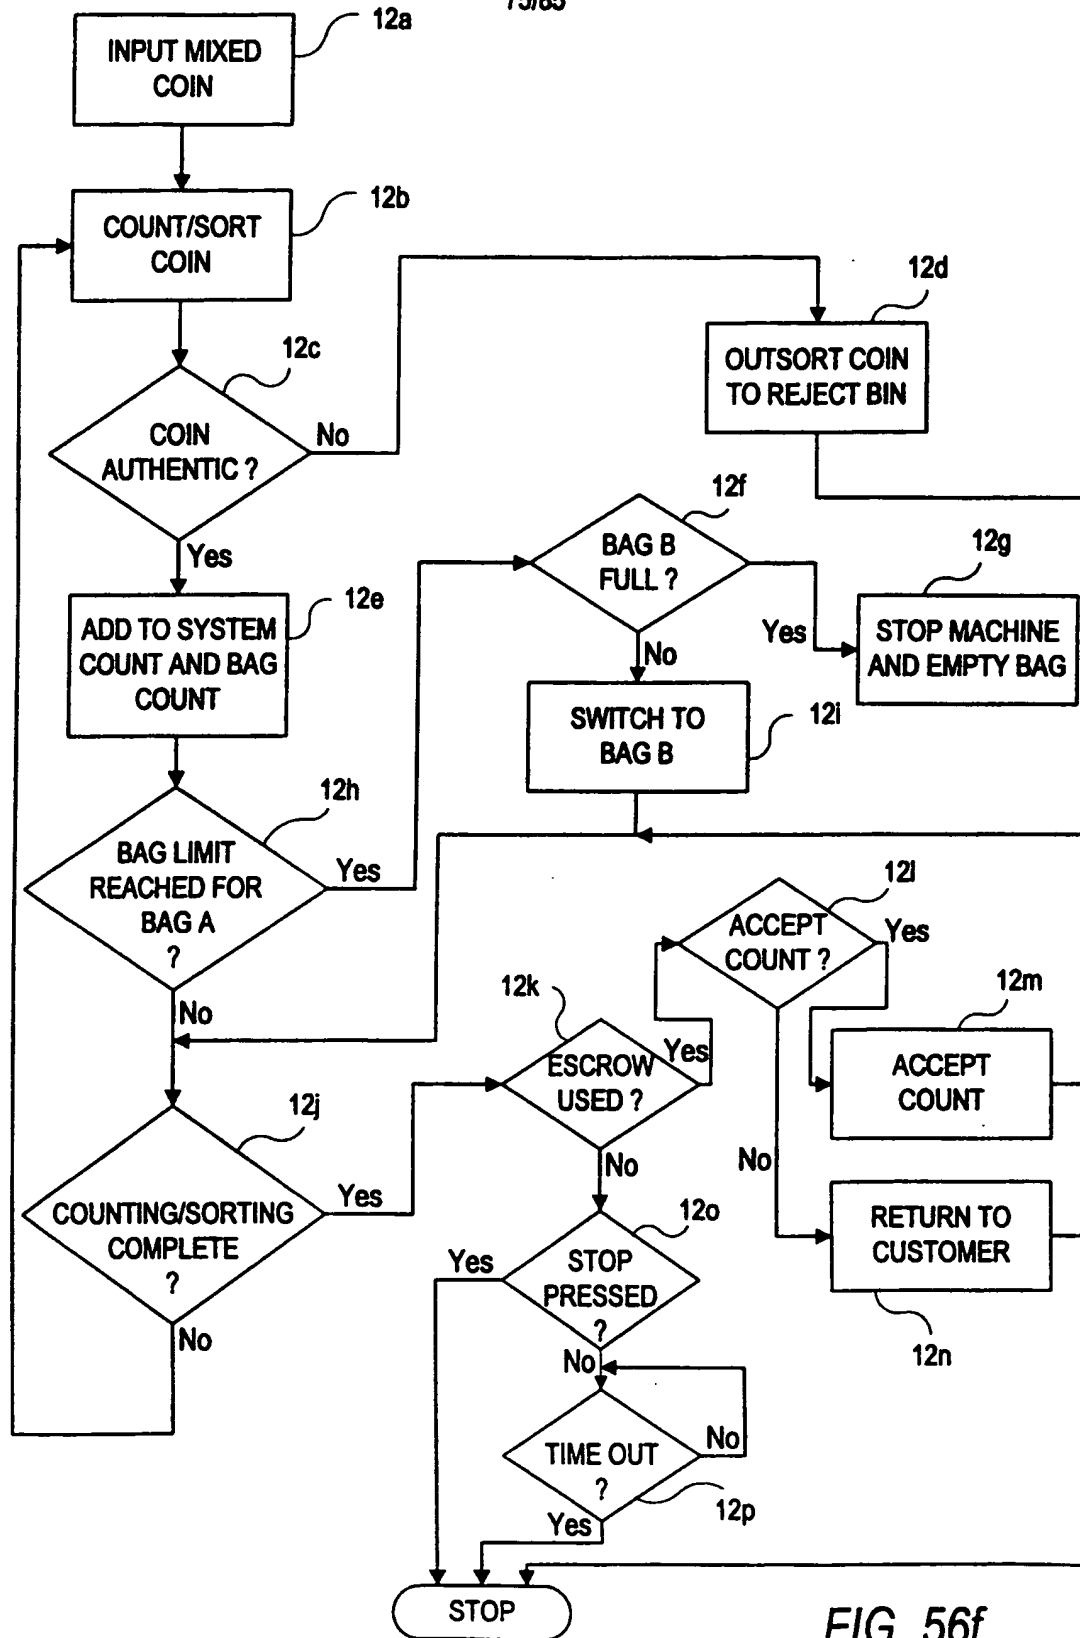 75/85
12a
INPUT MIXED
COIN
12b
COUNT/SORT
COIN
12c
COIN
AUTHENTIC ?
No
Yes
12d
OUTSORT COIN
TO REJECT BIN
12e
ADD TO SYSTEM
COUNT AND BAG
COUNT
12f
BAG B
FULL ?
Yes
No
12g
STOP MACHINE
AND EMPTY BAG
SWITCH TO
BAG B
12i
12h
BAG LIMIT
REACHED FOR
BAG A
?
Yes
No
12j
COUNTING/SORTING
COMPLETE
?
Yes
No
12k
ESCROW
USED ?
Yes
No
12l
ACCEPT
COUNT ?
Yes
No
12m
ACCEPT
COUNT
RETURN TO
CUSTOMER
12n
12o
STOP
PRESSED
?
Yes
No
TIME OUT
?
No
12p
Yes
STOP
FIG. 56f